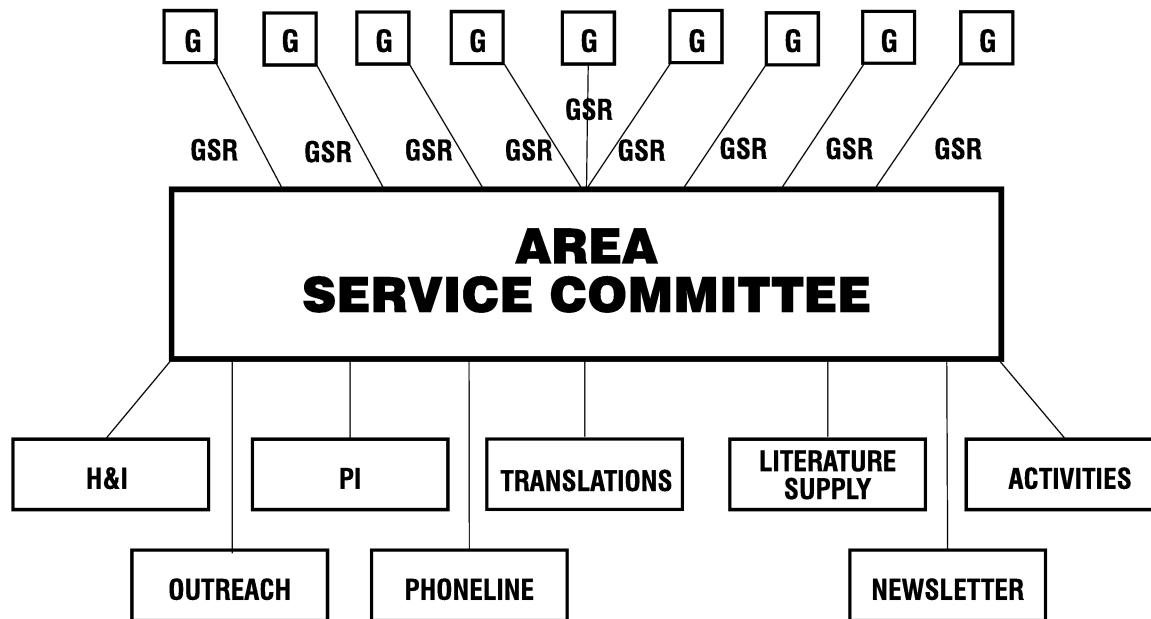 G G G G G G G G G
GSR
GSR GSR GSR GSR GSR GSR GSR GSR
AREA
SERVICE COMMITTEE
H&I PI TRANSLATIONS LITERATURE SUPPLY ACTIVITIES
OUTREACH PHONELINE NEWSLETTER